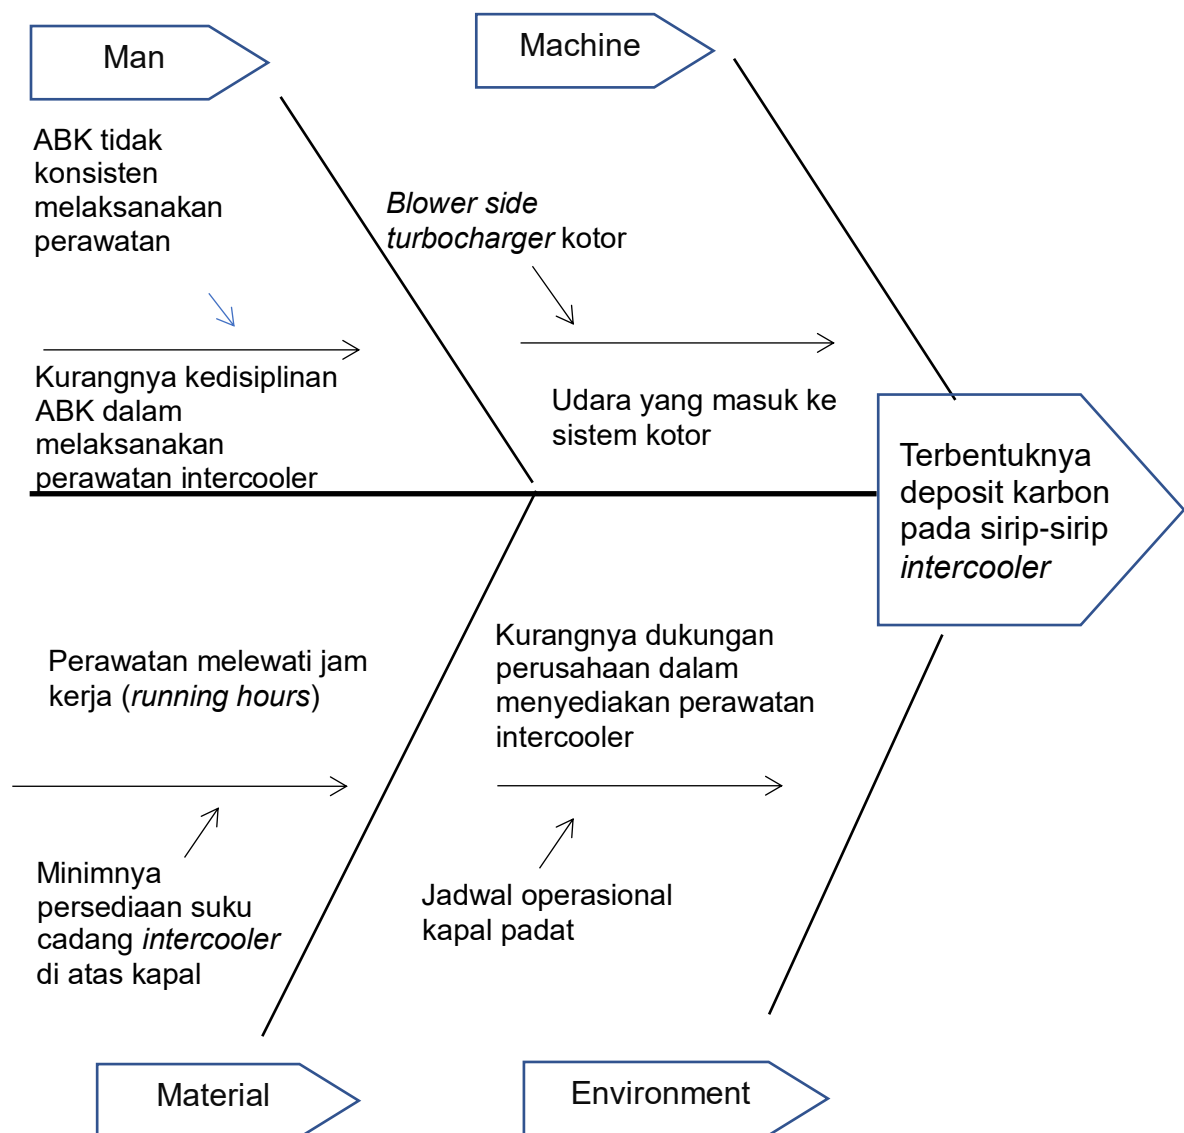 Man
Machine
ABK tidak
konsisten
melaksanakan
perawatan
Blower side
turbocharger kotor
Kurangnya kedisiplinan
ABK dalam
melaksanakan
perawatan intercooler
Udara yang masuk ke
sistem kotor
Terbentuknya
deposit karbon
pada sirip-sirip
intercooler
Perawatan melewati jam
kerja (running hours)
Kurangnya dukungan
perusahaan dalam
menyediakan perawatan
intercooler
Minimnya
persediaan suku
cadang intercooler
di atas kapal
Jadwal operasional
kapal padat
Material
Environment